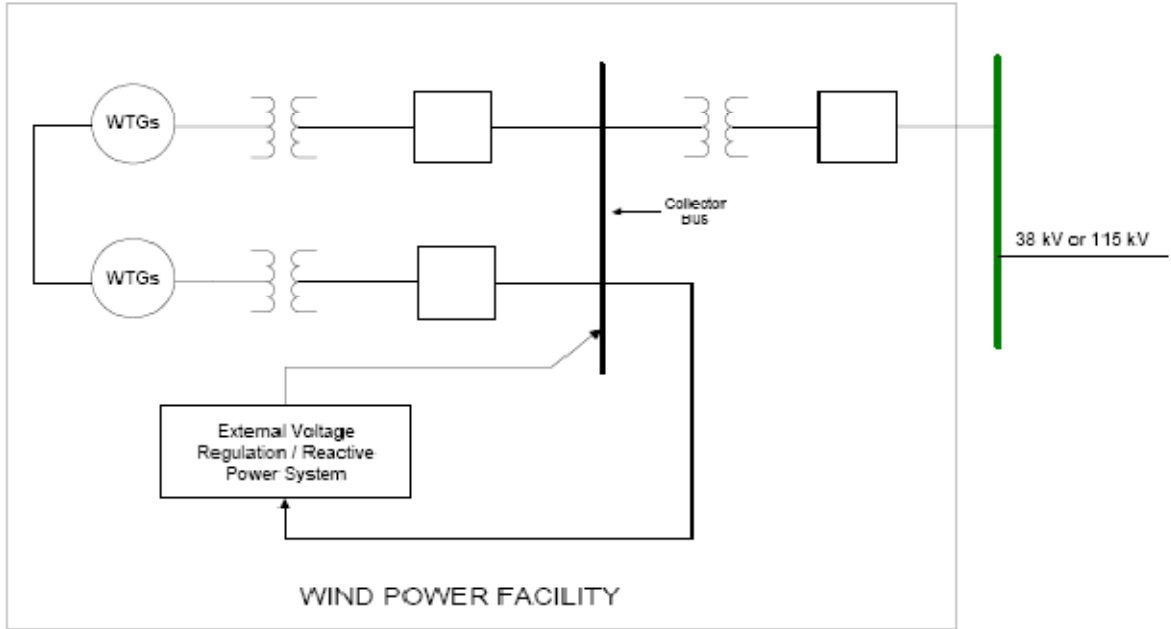 WTGs
Collector
Bus
38 kV or 115 kV
WTGs
External Voltage
Regulation / Reactive
Power System
WIND POWER FACILITY